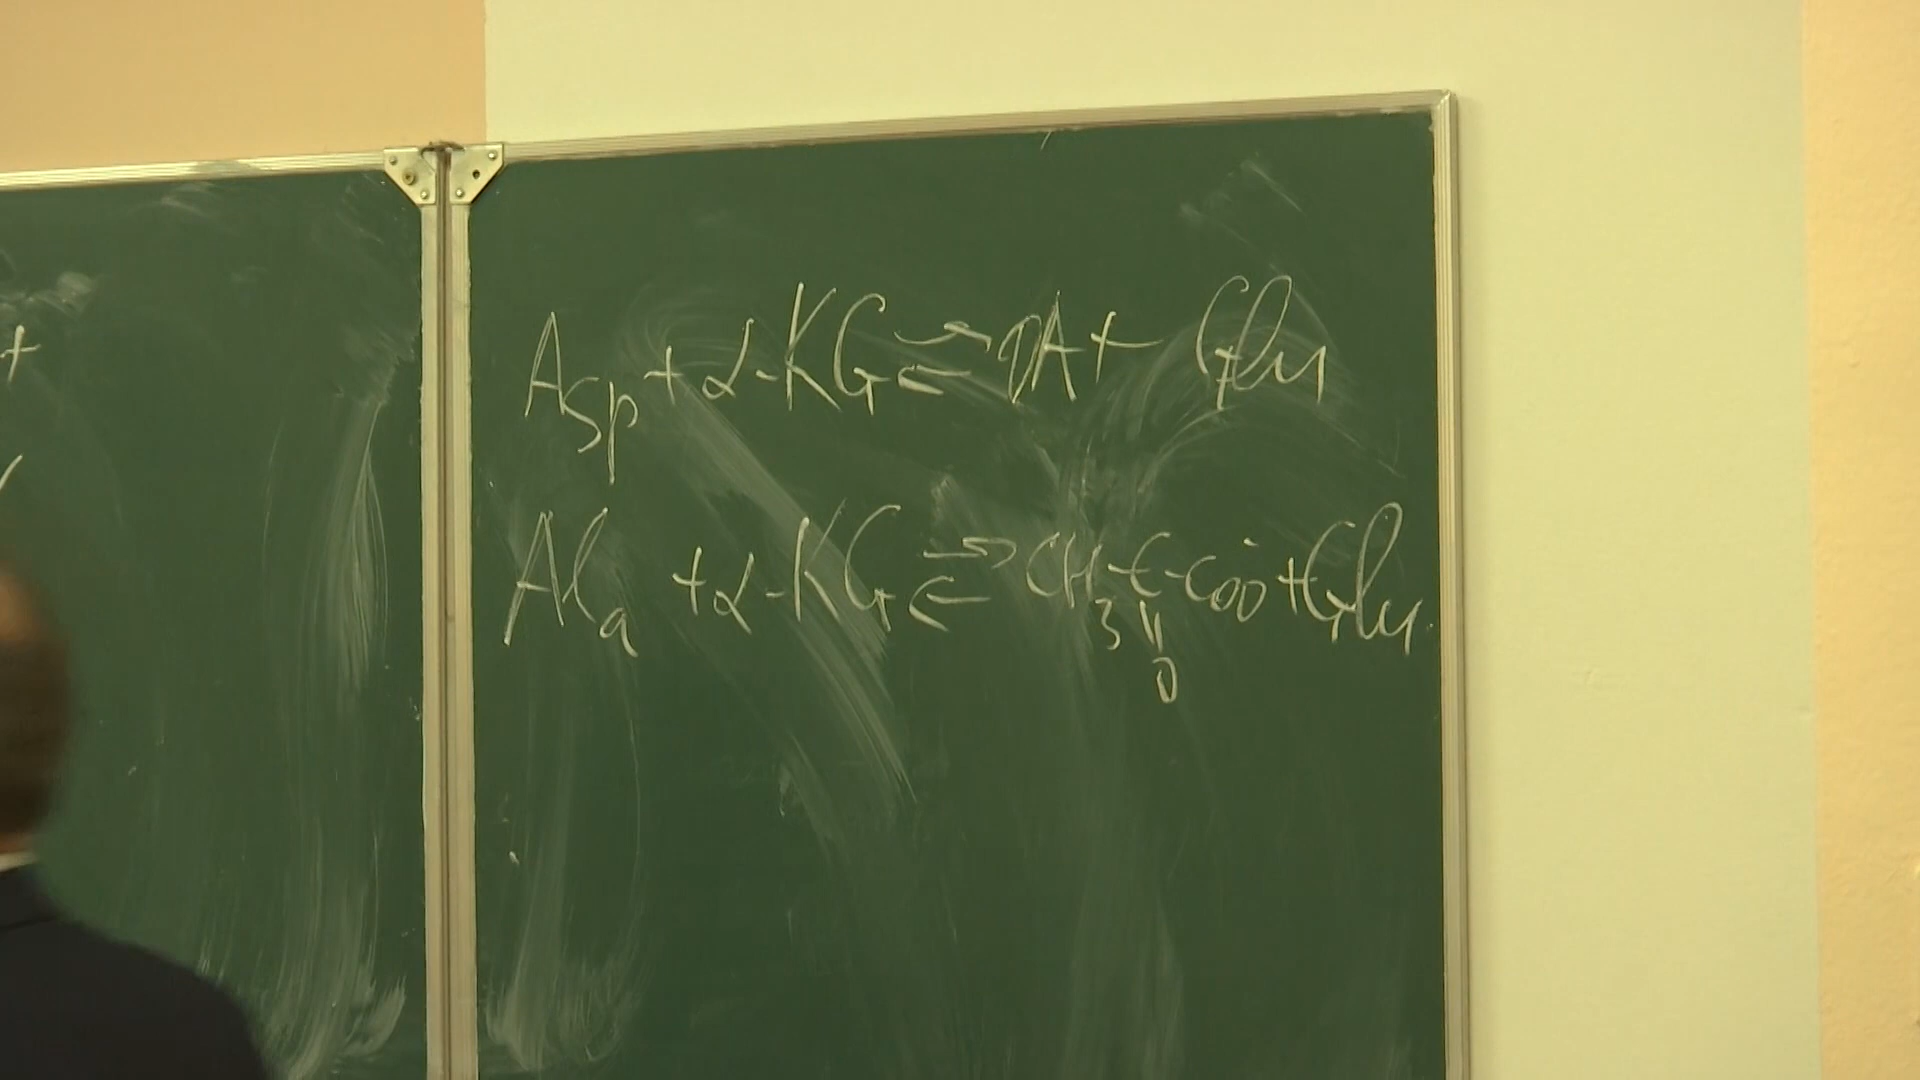 +
Asp + α-KG ⇌ OA + Glu
Ala + α-KG ⇌ CH₃-C-COO⁻ + Glu
||
O